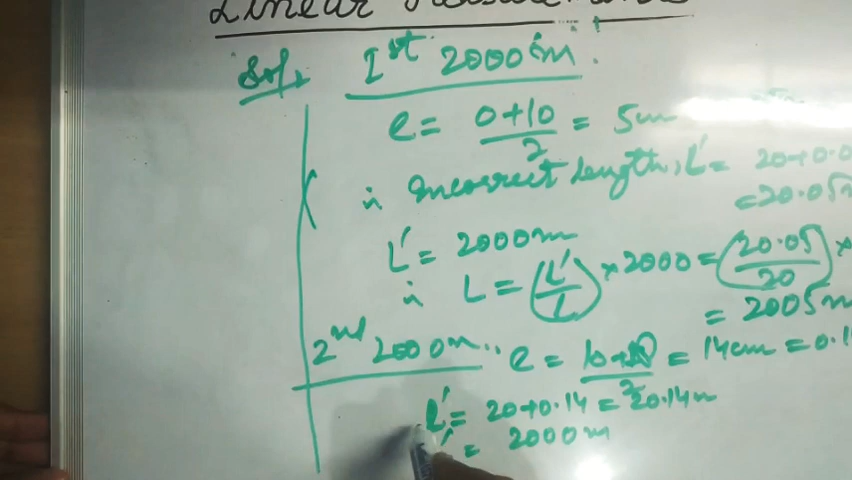 Linear
Sol: Ist 2000m.
e = 0+10/2 = 5cm
∴ Incorrect length, L' = 20+0.0
=20.05m
L' = 2000m
∴ L = (L'/L) × 2000 = (20.05/20) ×
= 2005m
2nd 2000m.. e = 10+18/2 = 14cm = 0.1
L' = 20+0.14 = 20.14m
' = 2000m